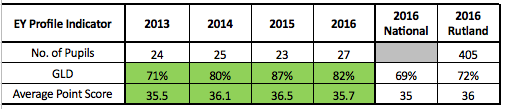 EY Profile Indicator 2013 2014 2015 2016 2016 National 2016 Rutland
No. of Pupils 24 25 23 27 405
GLD 71% 80% 87% 82% 69% 72%
Average Point Score 35.5 36.1 36.5 35.7 35 36